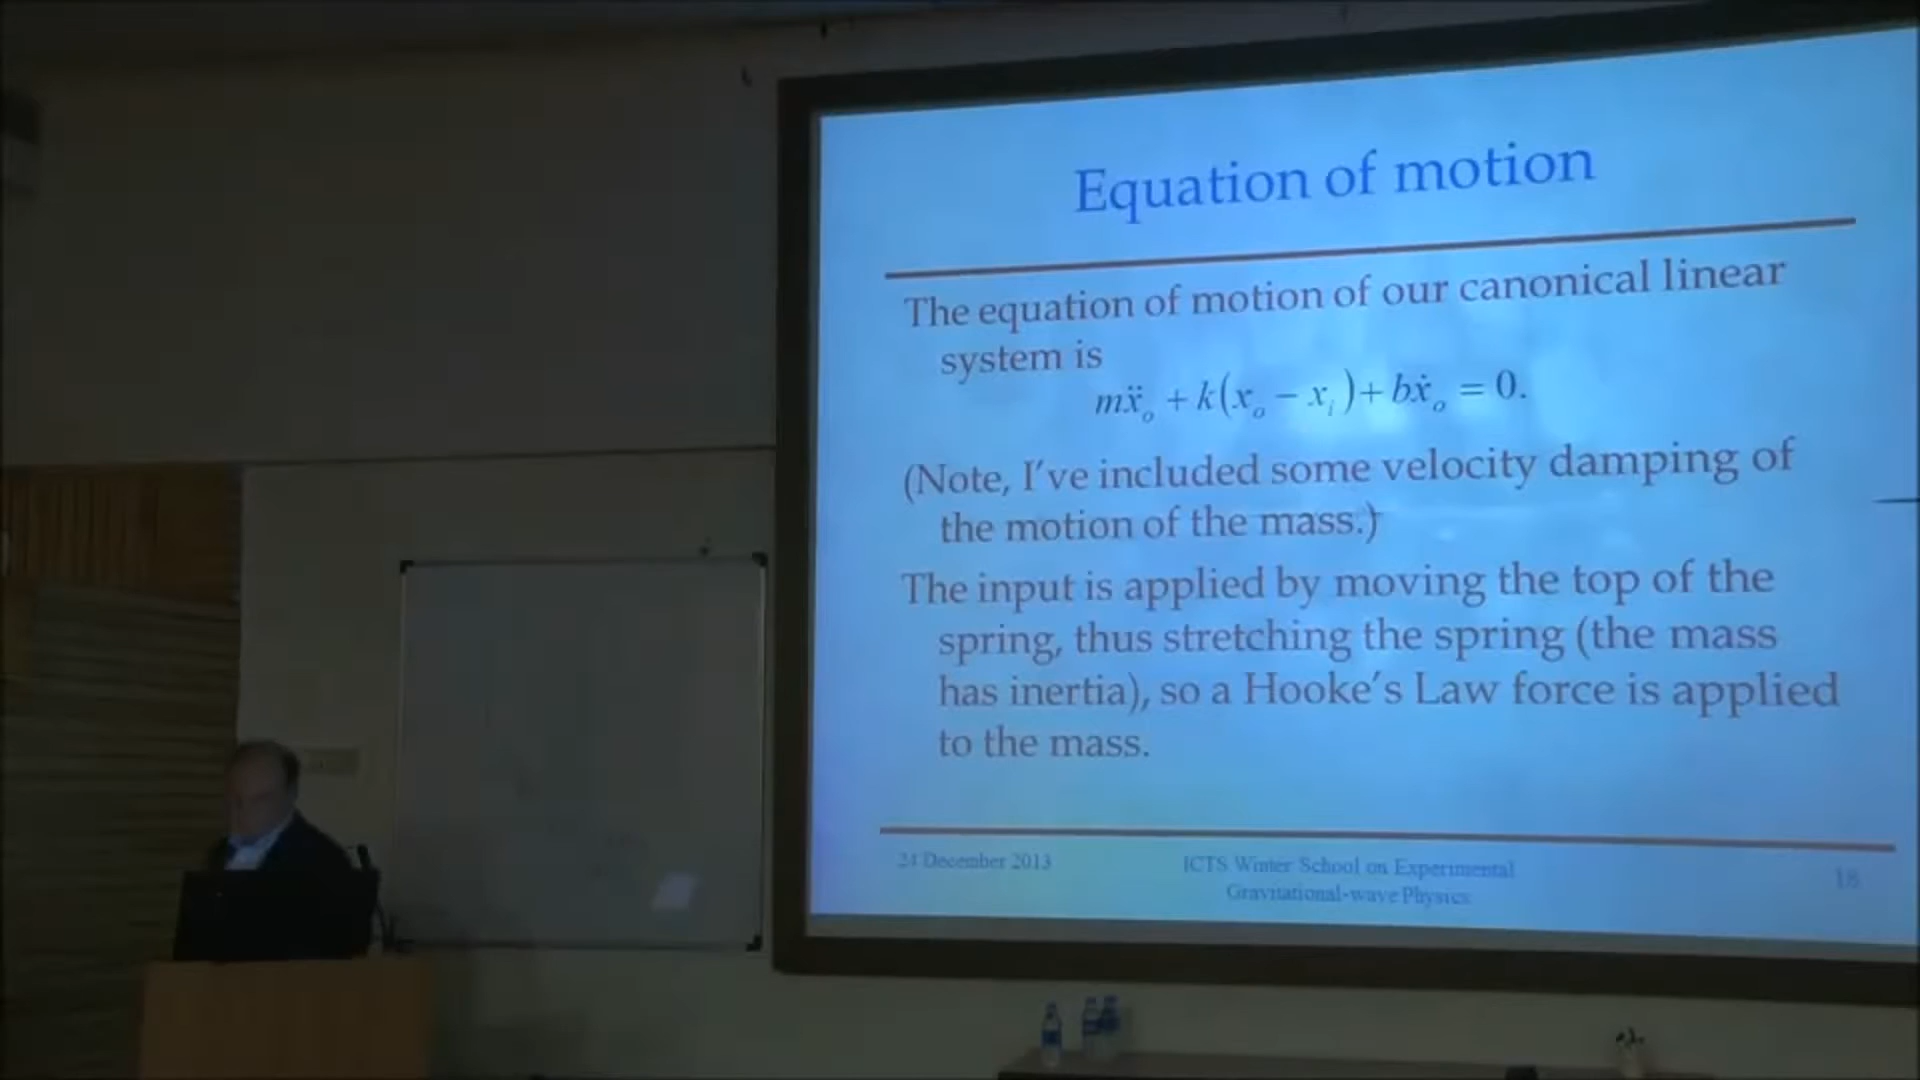 Equation of motion
The equation of motion of our canonical linear
system is
mẍₒ + k(xₒ − xᵢ) + bẋₒ = 0.
(Note, I've included some velocity damping of
the motion of the mass.)
The input is applied by moving the top of the
spring, thus stretching the spring (the mass
has inertia), so a Hooke's Law force is applied
to the mass.
24 December 2013
ICTS Winter School on Experimental
Gravitational-wave Physics
18